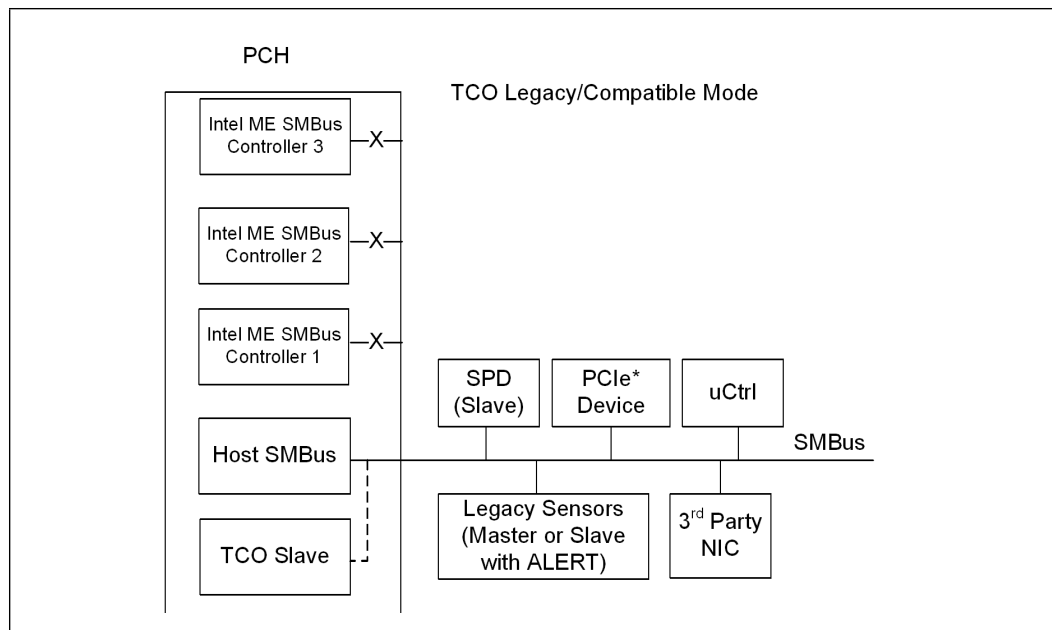 PCH
TCO Legacy/Compatible Mode
Intel ME SMBus
Controller 3
X
Intel ME SMBus
Controller 2
X
Intel ME SMBus
Controller 1
X
SPD
(Slave)
PCIe*
Device
uCtrl
Host SMBus
SMBus
Legacy Sensors
(Master or Slave
with ALERT)
3rd Party
NIC
TCO Slave